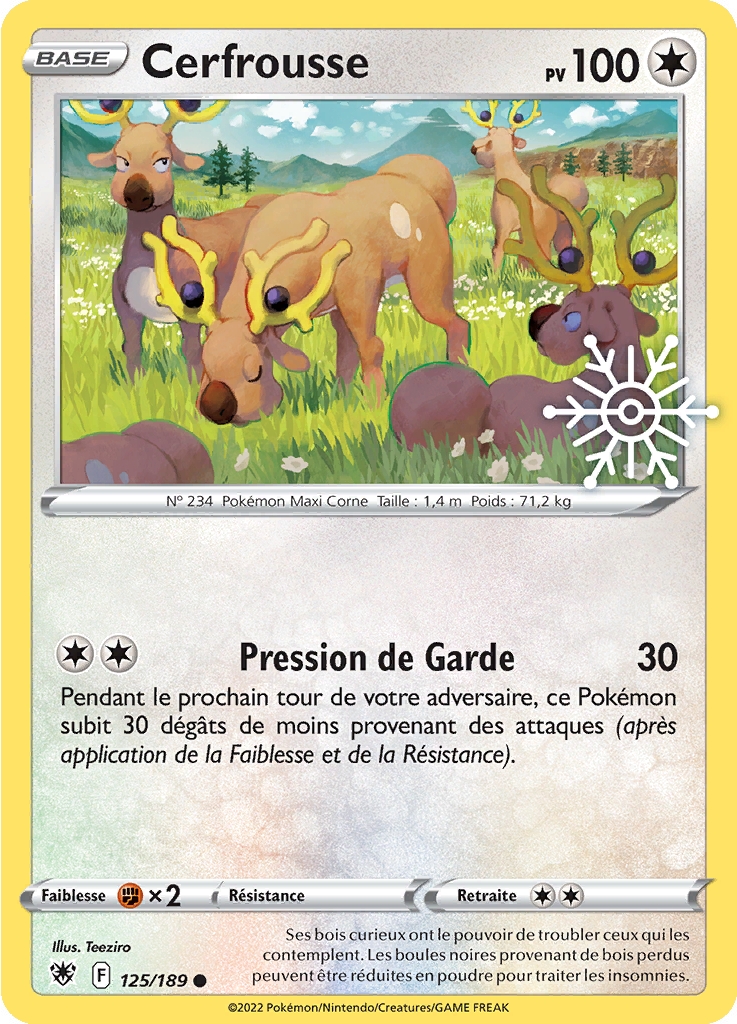 BASE
Cerfrousse
PV 100
N° 234 Pokémon Maxi Corne Taille : 1,4 m Poids : 71,2 kg
Pression de Garde 30
Pendant le prochain tour de votre adversaire, ce Pokémon
subit 30 dégâts de moins provenant des attaques (après
application de la Faiblesse et de la Résistance).
Faiblesse ×2 Résistance Retraite
Illus. Teeziro
F 125/189
Ses bois curieux ont le pouvoir de troubler ceux qui les
contemplent. Les boules noires provenant de bois perdus
peuvent être réduites en poudre pour traiter les insomnies.
©2022 Pokémon/Nintendo/Creatures/GAME FREAK